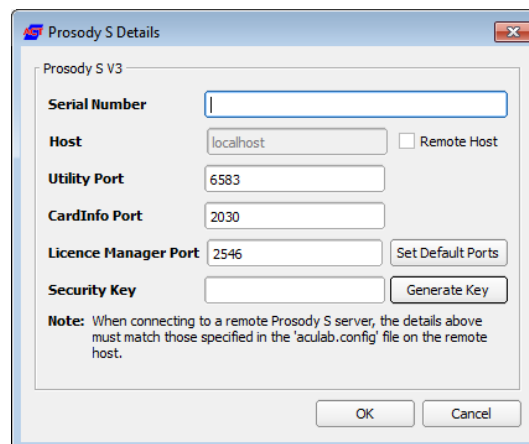 Prosody S Details
Prosody S V3
Serial Number
Host localhost Remote Host
Utility Port 6583
CardInfo Port 2030
Licence Manager Port 2546 Set Default Ports
Security Key Generate Key
Note: When connecting to a remote Prosody S server, the details above
must match those specified in the 'aculab.config' file on the remote
host.
OK Cancel